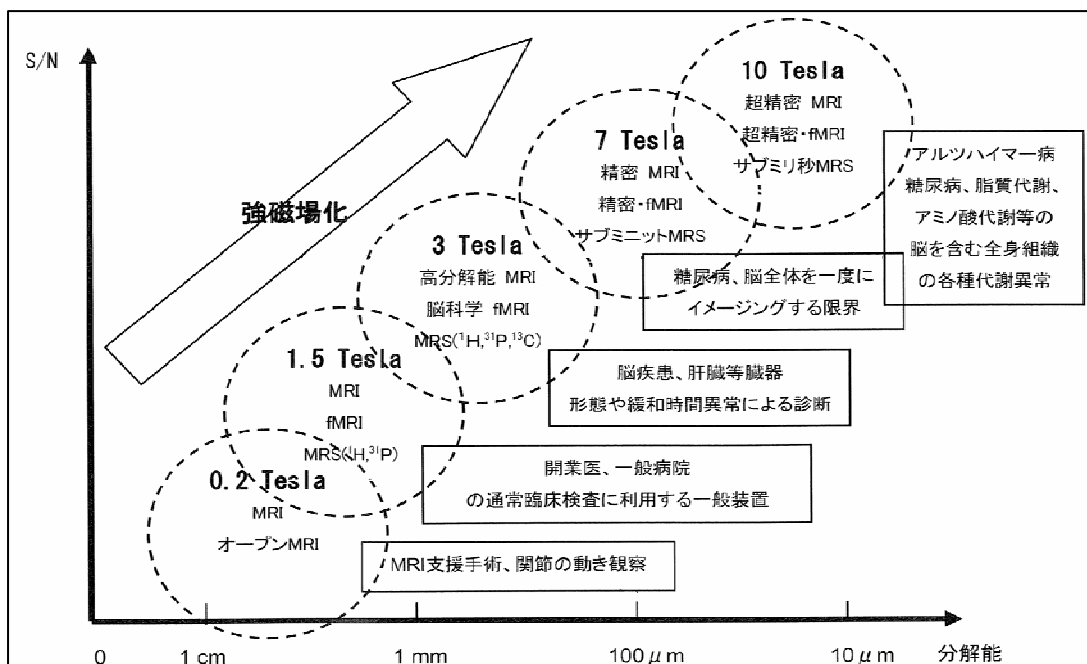 S/N
強磁場化
10 Tesla
超精密 MRI
超精密・fMRI
サブミリ秒MRS
アルツハイマー病
糖尿病、脂質代謝、
アミノ酸代謝等の
脳を含む全身組織
の各種代謝異常
7 Tesla
精密 MRI
精密・fMRI
サブミニットMRS
糖尿病、脳全体を一度に
イメージングする限界
3 Tesla
高分解能 MRI
脳科学 fMRI
MRS(¹H,³¹P,¹³C)
脳疾患、肝臓等臓器
形態や緩和時間異常による診断
1.5 Tesla
MRI
fMRI
MRS(¹H,³¹P)
開業医、一般病院
の通常臨床検査に利用する一般装置
0.2 Tesla
MRI
オープンMRI
MRI支援手術、関節の動き観察
0 1 cm 1 mm 100μm 10μm 分解能